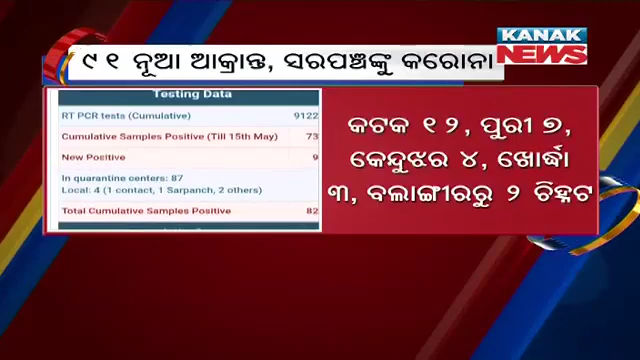 ୯୧ ନୂଆ ଆକ୍ରାନ୍ତ, ସରପଞ୍ଚଙ୍କୁ କରୋନା
KANAK
NEWS
Testing Data
RT PCR tests (Cumulative) 9122
Cumulative Samples Positive (Till 15th May) 73
New Positive 9
In quarantine centers: 87
Local: 4 (1 contact, 1 Sarpanch, 2 others)
Total Cumulative Samples Positive 82
କଟକ ୧୨, ପୁରୀ ୭,
କେନ୍ଦୁଝର ୪, ଖୋର୍ଦ୍ଧା
୩, ବଲାଙ୍ଗୀରରୁ ୨ ଚିହ୍ନଟ